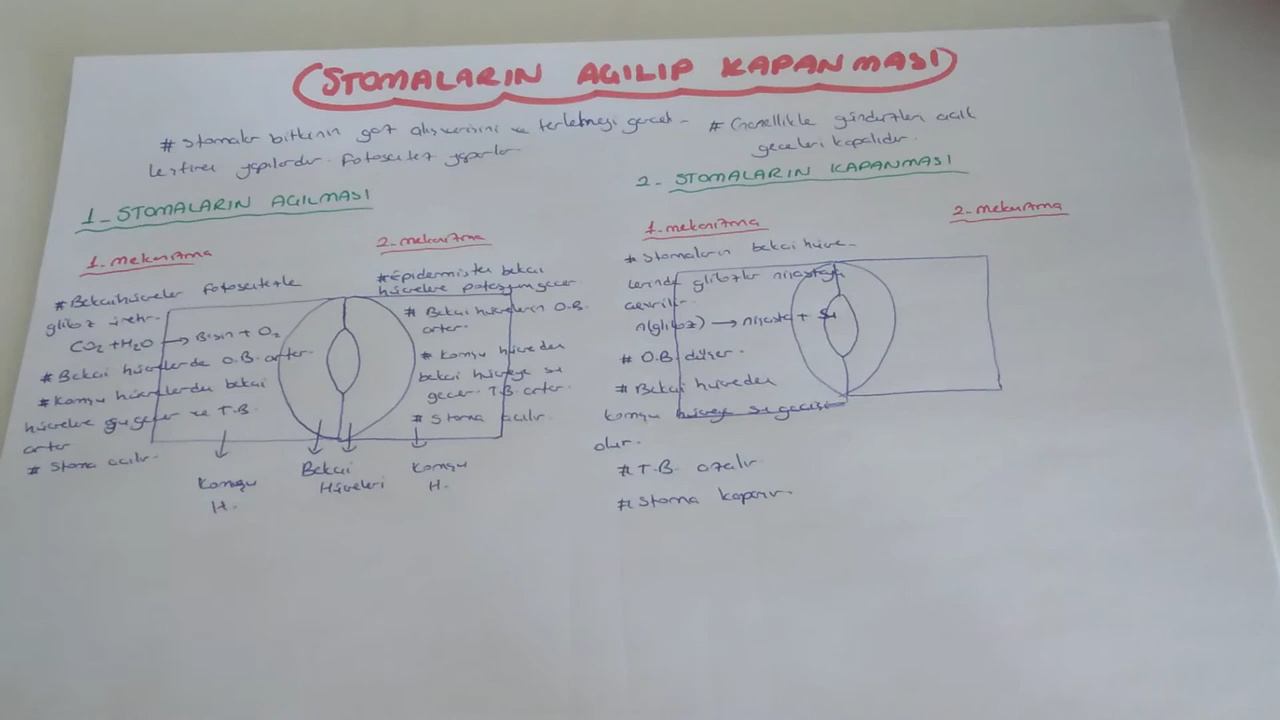 STOMALARIN AÇILIP KAPANMASI
# Stomalar bitkinin gaz alışverişini ve terlemeyi gerçek-
leştiren yapılardır. Fotosentez yaparlar
# Genellikle gündüzleri açık
geceleri kapalıdır.
1- STOMALARIN AÇILMASI
1. mekanizma
# Bekçi hücreler fotosentezle
glikoz üretir.
CO2 + H2O → Besin + O2
# Bekçi hücrelerde O.B. artar.
# Komşu hücrelerden bekçi
hücrelere su geçer ve T.B.
artar
# Stoma açılır.
2- mekanizma
# Epidermisten bekçi
hücrelere potasyum geçer
# Bekçi hücrelerin O.B.
artar.
# Komşu hücreden
bekçi hücreye su
geçer. T.B. artar.
# Stoma açılır.
Komşu
H.
Bekçi
Hücreleri
Komşu
H.
2- STOMALARIN KAPANMASI
1. mekanizma
# Stomaların bekçi hücre-
lerinde glikozlar nişastaya
çevrilir.
n(glikoz) → nişasta + Su
# O.B. düşer.
# Bekçi hücreden
komşu hücreye su geçişi
olur.
# T.B. azalır
# Stoma kapanır.
2- mekanizma